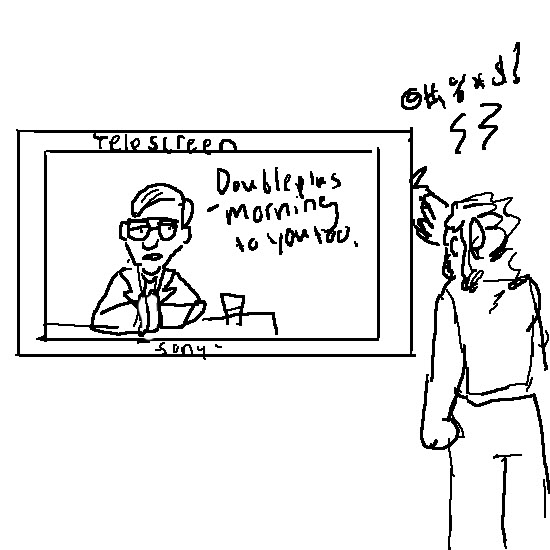 @#%*$!
Telescreen
Doubleplus
morning
to you too.
Sony